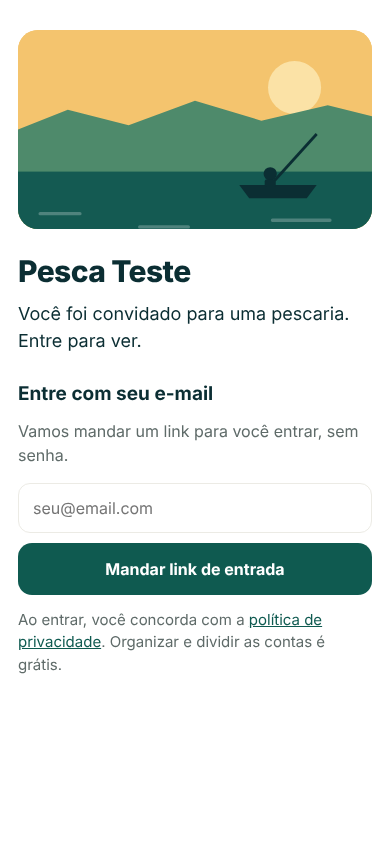 Pesca Teste
Você foi convidado para uma pescaria.
Entre para ver.
Entre com seu e-mail
Vamos mandar um link para você entrar, sem
senha.
seu@email.com
Mandar link de entrada
Ao entrar, você concorda com a política de
privacidade. Organizar e dividir as contas é
grátis.